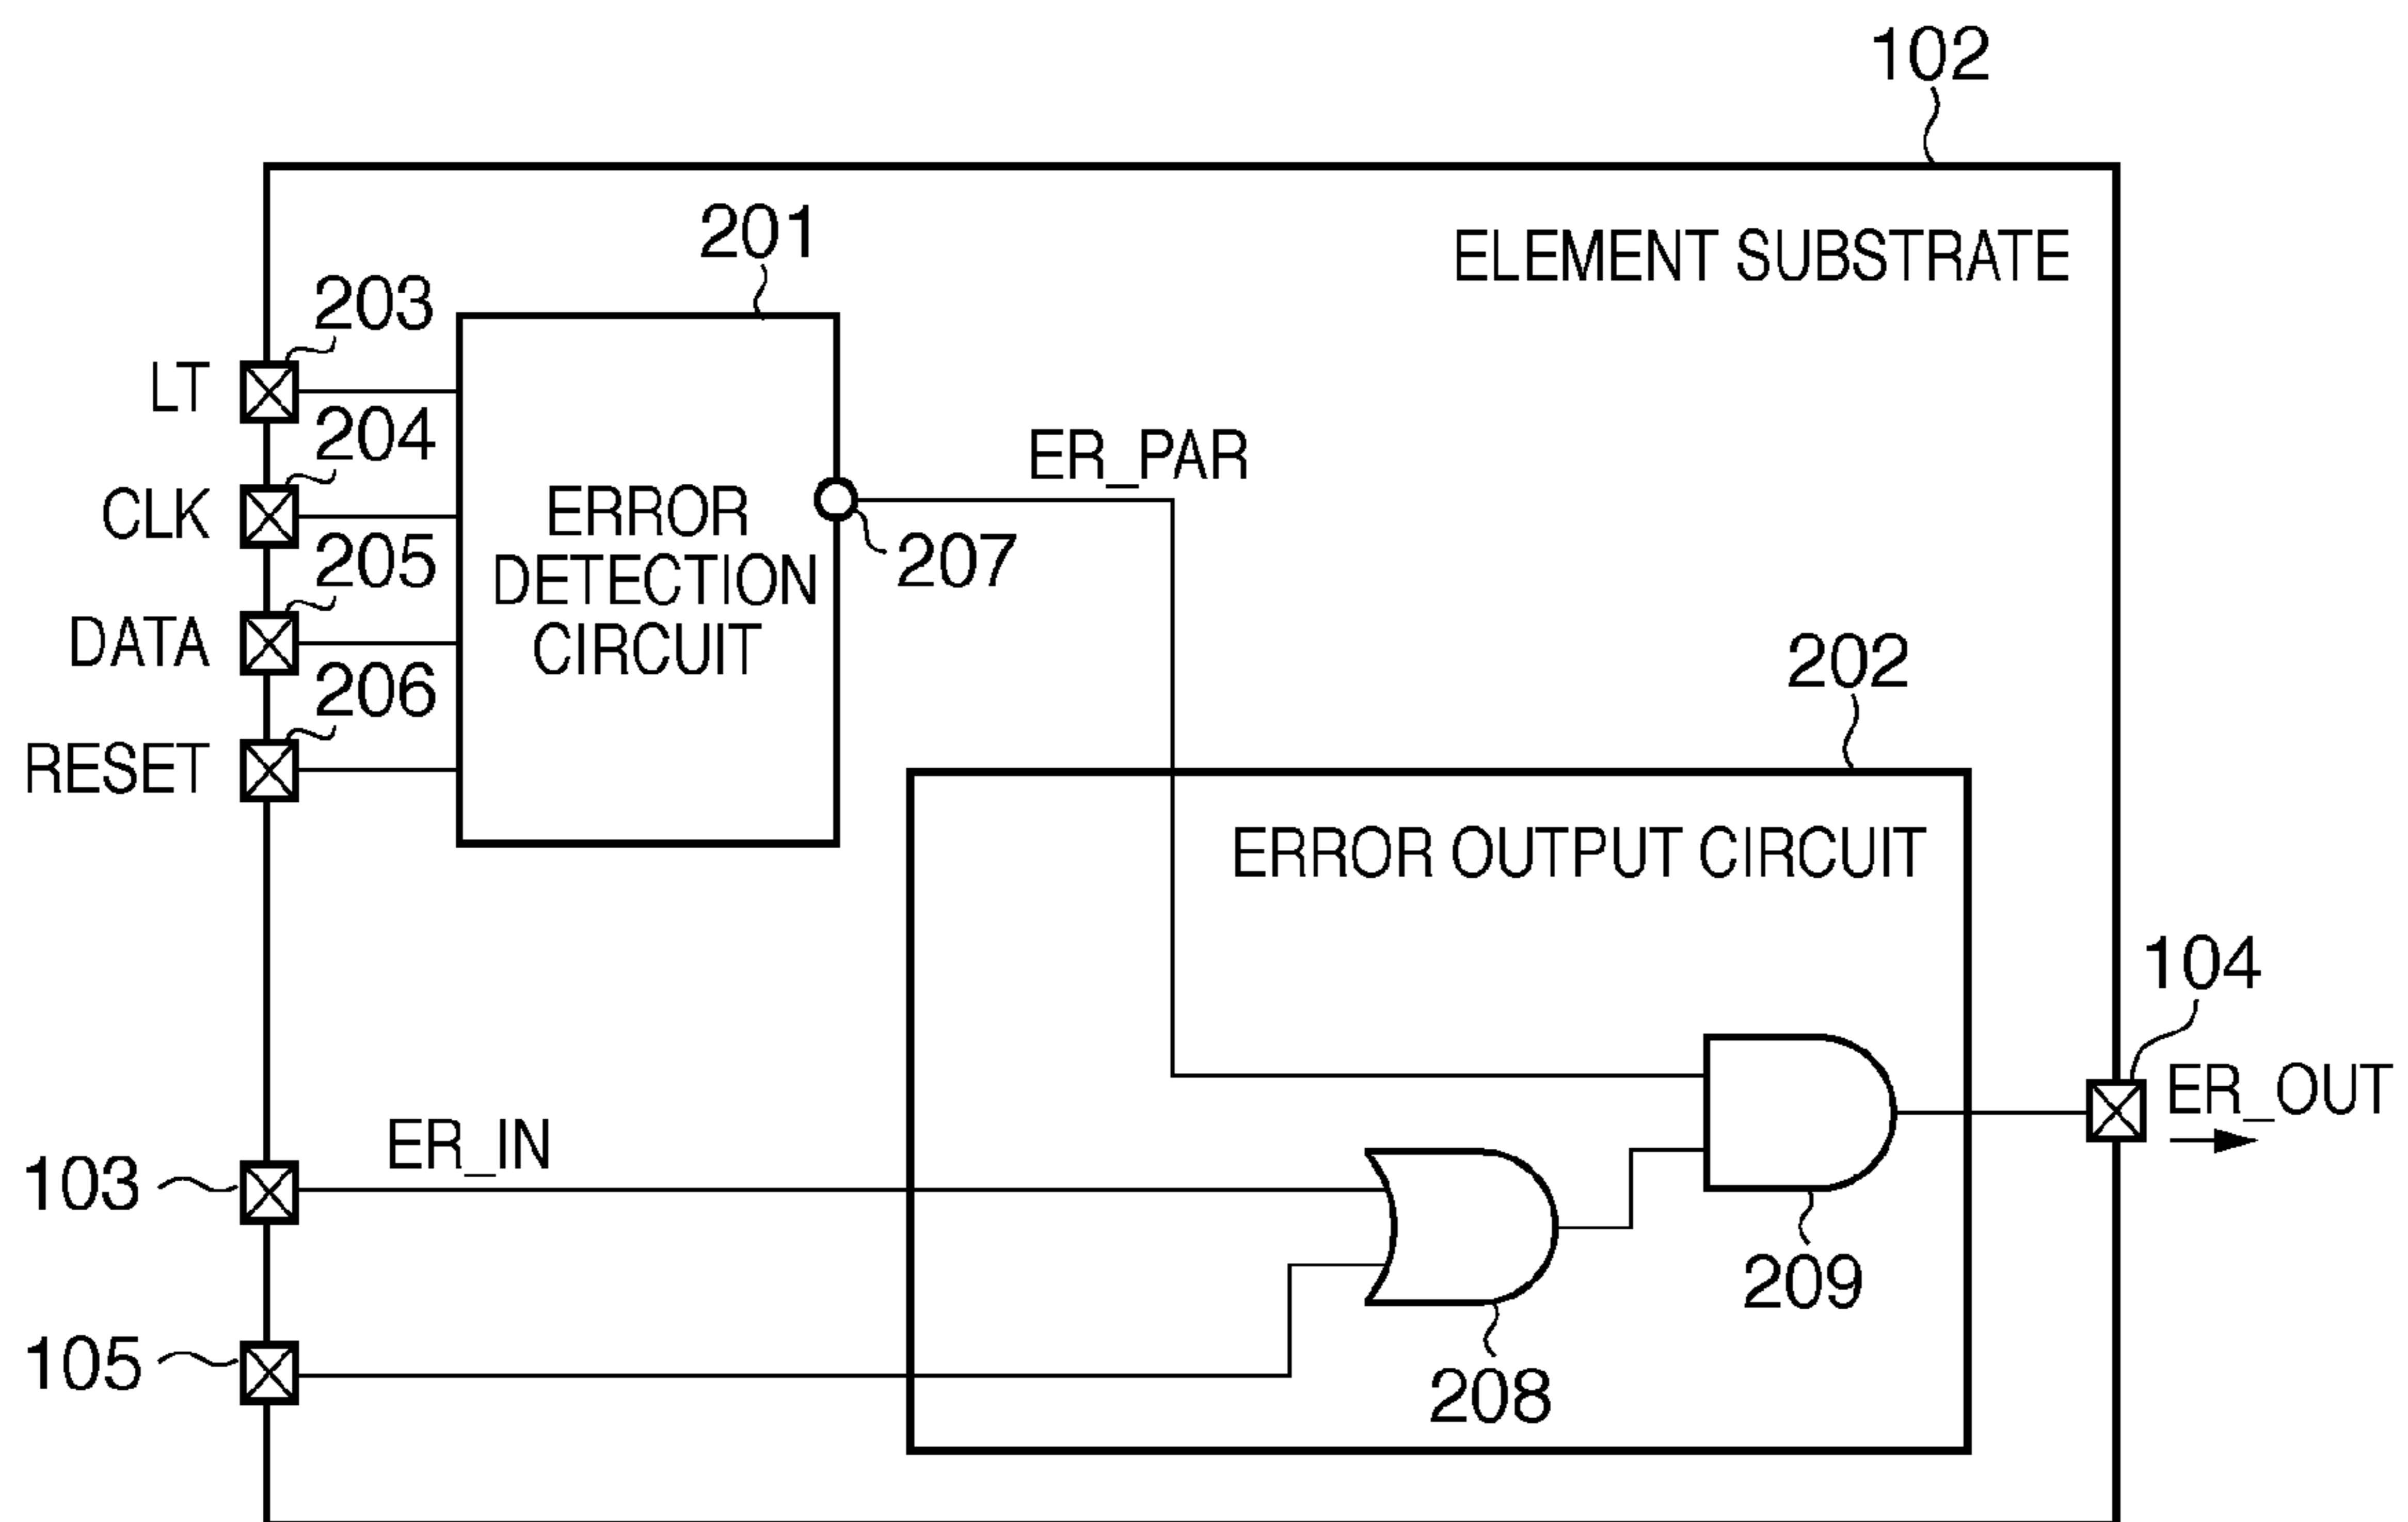 102
ELEMENT SUBSTRATE
201
203
LT
204
CLK
205
DATA
206
RESET
ERROR
DETECTION
CIRCUIT
ER_PAR
207
202
ERROR OUTPUT CIRCUIT
104
ER_OUT
103
ER_IN
209
105
208